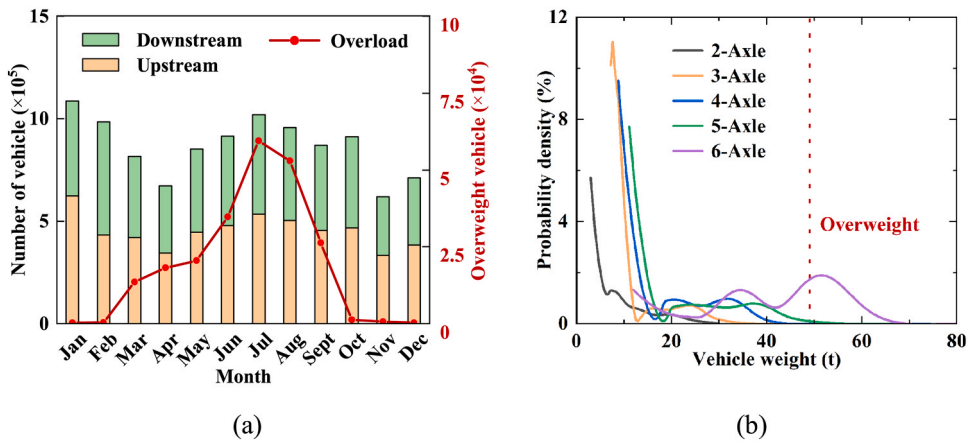 (a)
15
10
5
0
Number of vehicle (×10⁵)
Downstream
Upstream
Overload
10
7.5
5
2.5
0
Overweight vehicle (×10⁴)
Jan
Feb
Mar
Apr
May
Jun
Jul
Aug
Sept
Oct
Nov
Dec
Month
(a)
(b)
12
8
4
0
Probability density (%)
2-Axle
3-Axle
4-Axle
5-Axle
6-Axle
Overweight
0
20
40
60
80
Vehicle weight (t)
(b)